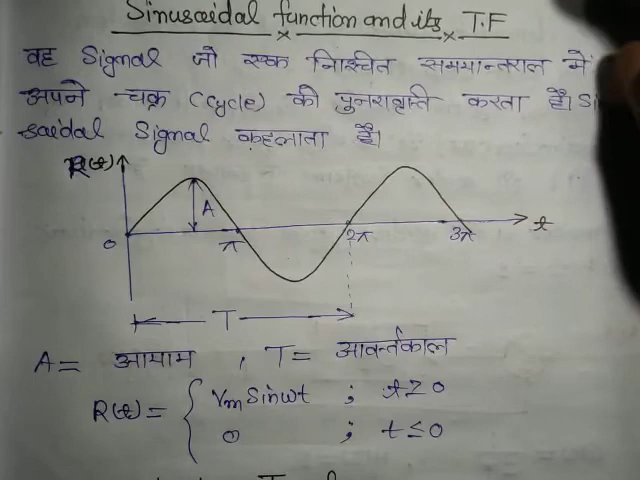 Sinusoidal function and its T.F
वह Signal जो एक निश्चित समयान्तराल में
अपने चक्र (cycle) की पुनरावृत्ति करता है। Si
saidal Signal कहलाता है।
R(t)
A
0 π 2π 3π t
T
A = आयाम , T = आवर्तकाल
R(t) = { Vm Sinωt ; t ≥ 0
0 ; t ≤ 0